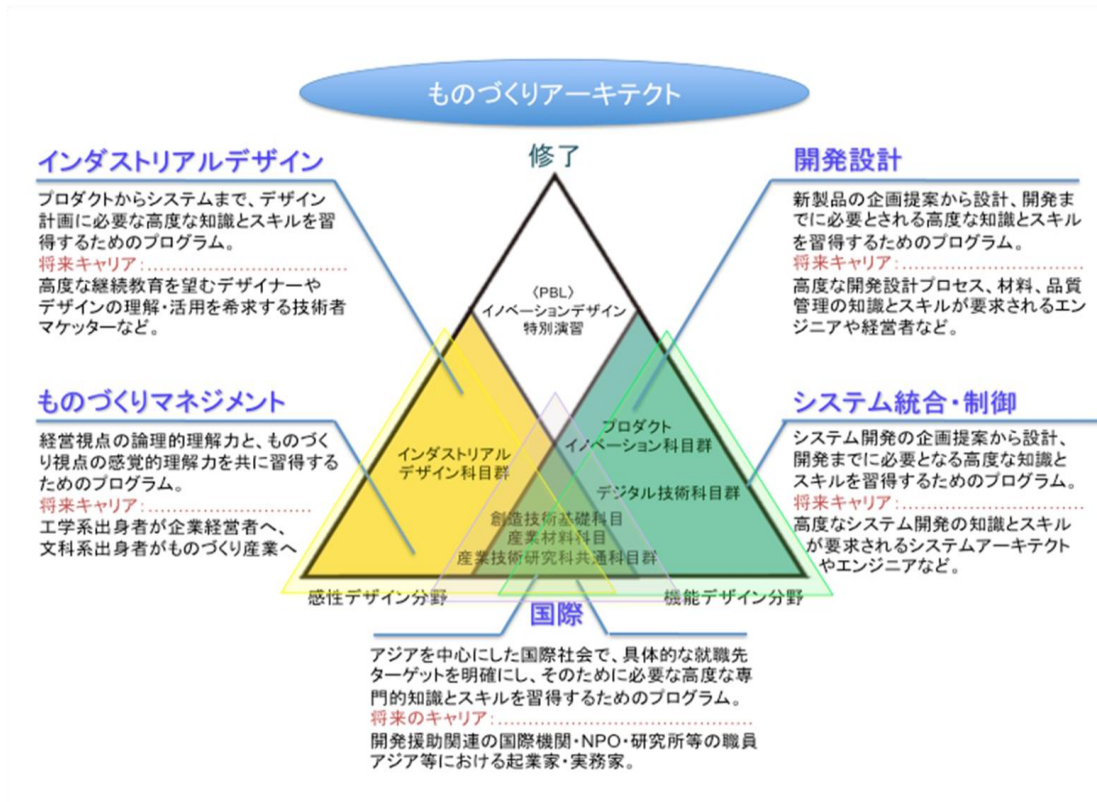 ものづくりアーキテクト
修了
インダストリアルデザイン
プロダクトからシステムまで、デザイン
計画に必要な高度な知識とスキルを習
得するためのプログラム。
将来キャリア：
高度な継続教育を望むデザイナーや
デザインの理解・活用を希求する技術者
マケッターなど。
開発設計
新製品の企画提案から設計、開発ま
でに必要とされる高度な知識とスキル
を習得するためのプログラム。
将来キャリア：
高度な開発設計プロセス、材料、品質
管理の知識とスキルが要求されるエン
ジニアや経営者など。
〈PBL〉
イノベーションデザイン
特別演習
ものづくりマネジメント
経営視点の論理的理解力と、ものづく
り視点の感覚的理解力を共に習得する
ためのプログラム。
将来キャリア：
工学系出身者が企業経営者へ、
文科系出身者がものづくり産業へ
システム統合・制御
システム開発の企画提案から設計、
開発までに必要となる高度な知識と
スキルを習得するためのプログラム。
将来キャリア：
高度なシステム開発の知識とスキル
が要求されるシステムアーキテクト
やエンジニアなど。
インダストリアル
デザイン科目群
プロダクト
イノベーション科目群
デジタル技術科目群
創造技術基礎科目
産業材料科目
産業技術研究科共通科目群
感性デザイン分野
機能デザイン分野
国際
アジアを中心にした国際社会で、具体的な就職先
ターゲットを明確にし、そのために必要な高度な専
門的知識とスキルを習得するためのプログラム。
将来のキャリア：
開発援助関連の国際機関・NPO・研究所等の職員
アジア等における起業家・実務家。